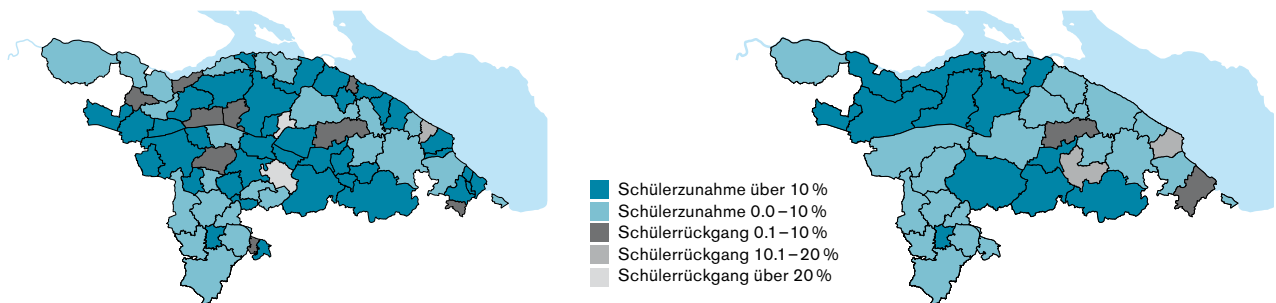 Schülerzunahme über 10 %
Schülerzunahme 0.0 – 10 %
Schülerrückgang 0.1 – 10 %
Schülerrückgang 10.1 – 20 %
Schülerrückgang über 20 %